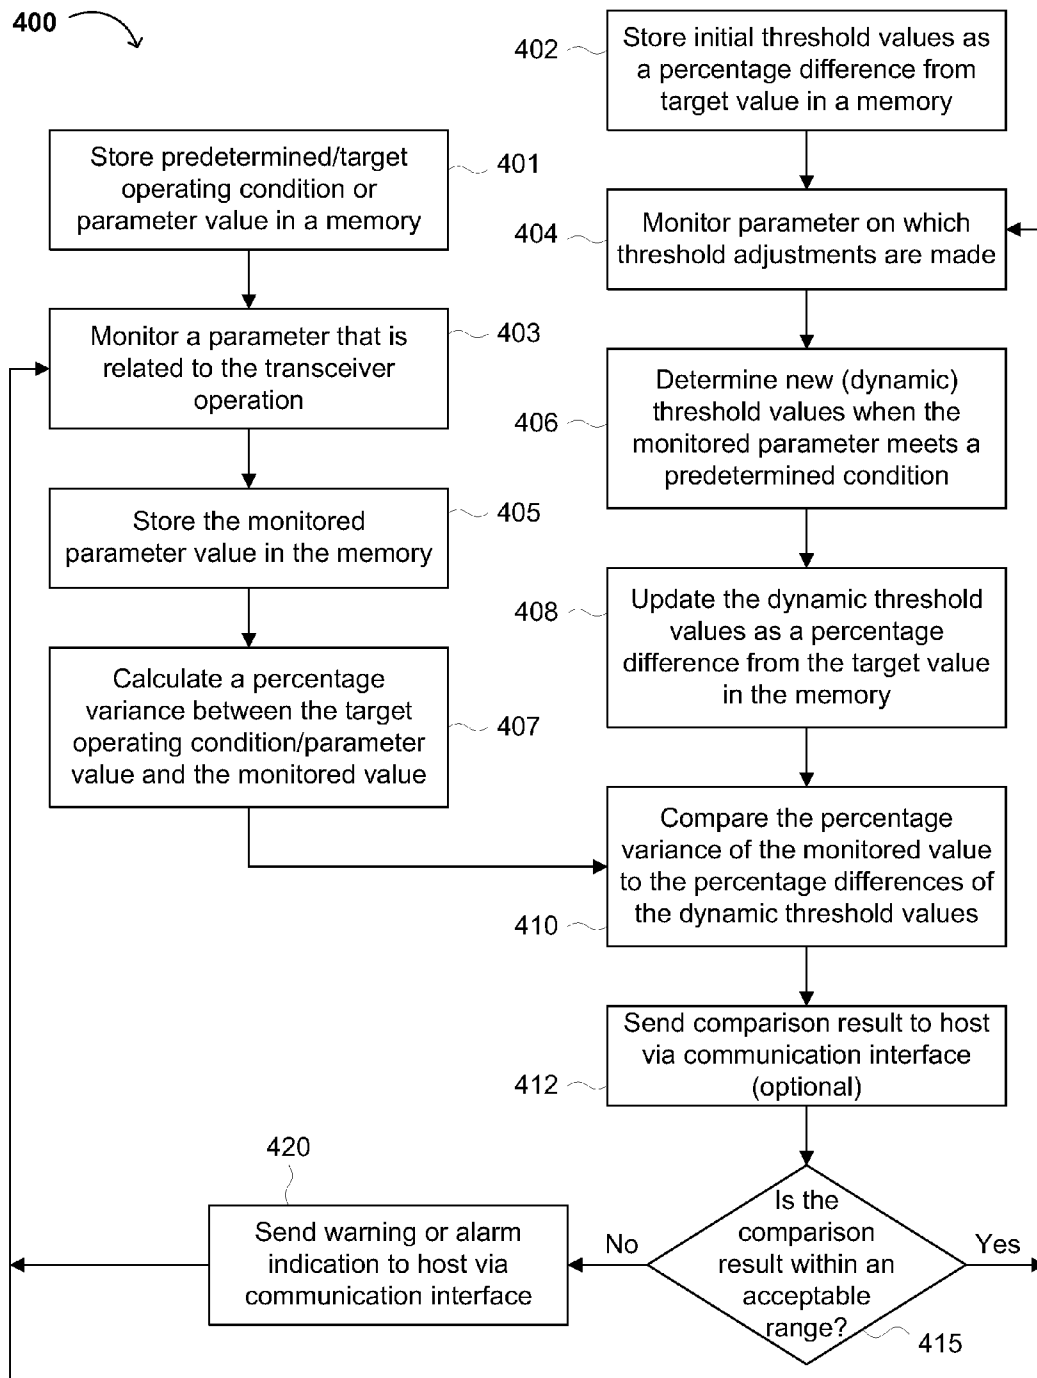 400
402
Store initial threshold values as
a percentage difference from
target value in a memory
Store predetermined/target
operating condition or
parameter value in a memory
401
404
Monitor parameter on which
threshold adjustments are made
Monitor a parameter that is
related to the transceiver
operation
403
406
Determine new (dynamic)
threshold values when the
monitored parameter meets a
predetermined condition
Store the monitored
parameter value in the memory
405
408
Update the dynamic threshold
values as a percentage
difference from the target value
in the memory
Calculate a percentage
variance between the target
operating condition/parameter
value and the monitored value
407
410
Compare the percentage
variance of the monitored value
to the percentage differences of
the dynamic threshold values
412
Send comparison result to host
via communication interface
(optional)
420
Send warning or alarm
indication to host via
communication interface
No
Is the
comparison
result within an
acceptable
range?
Yes
415